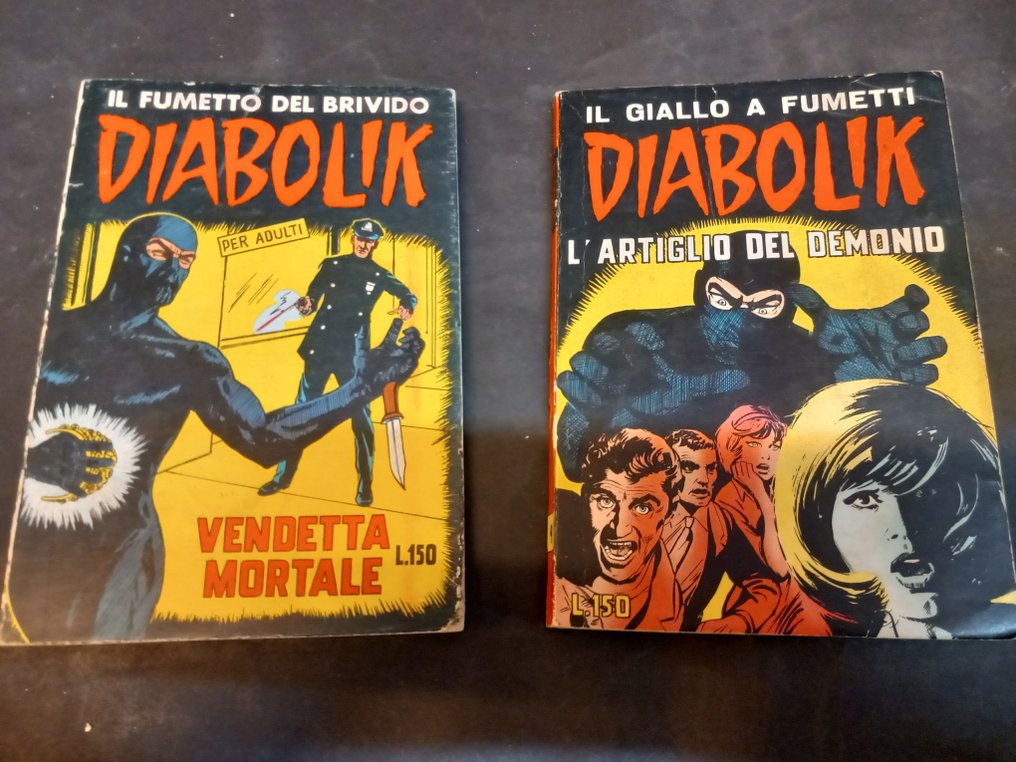 IL FUMETTO DEL BRIVIDO
DIABOLIK
PER ADULTI
VENDETTA
MORTALE
L.150
IL GIALLO A FUMETTI
DIABOLIK
L'ARTIGLIO DEL DEMONIO
L.150